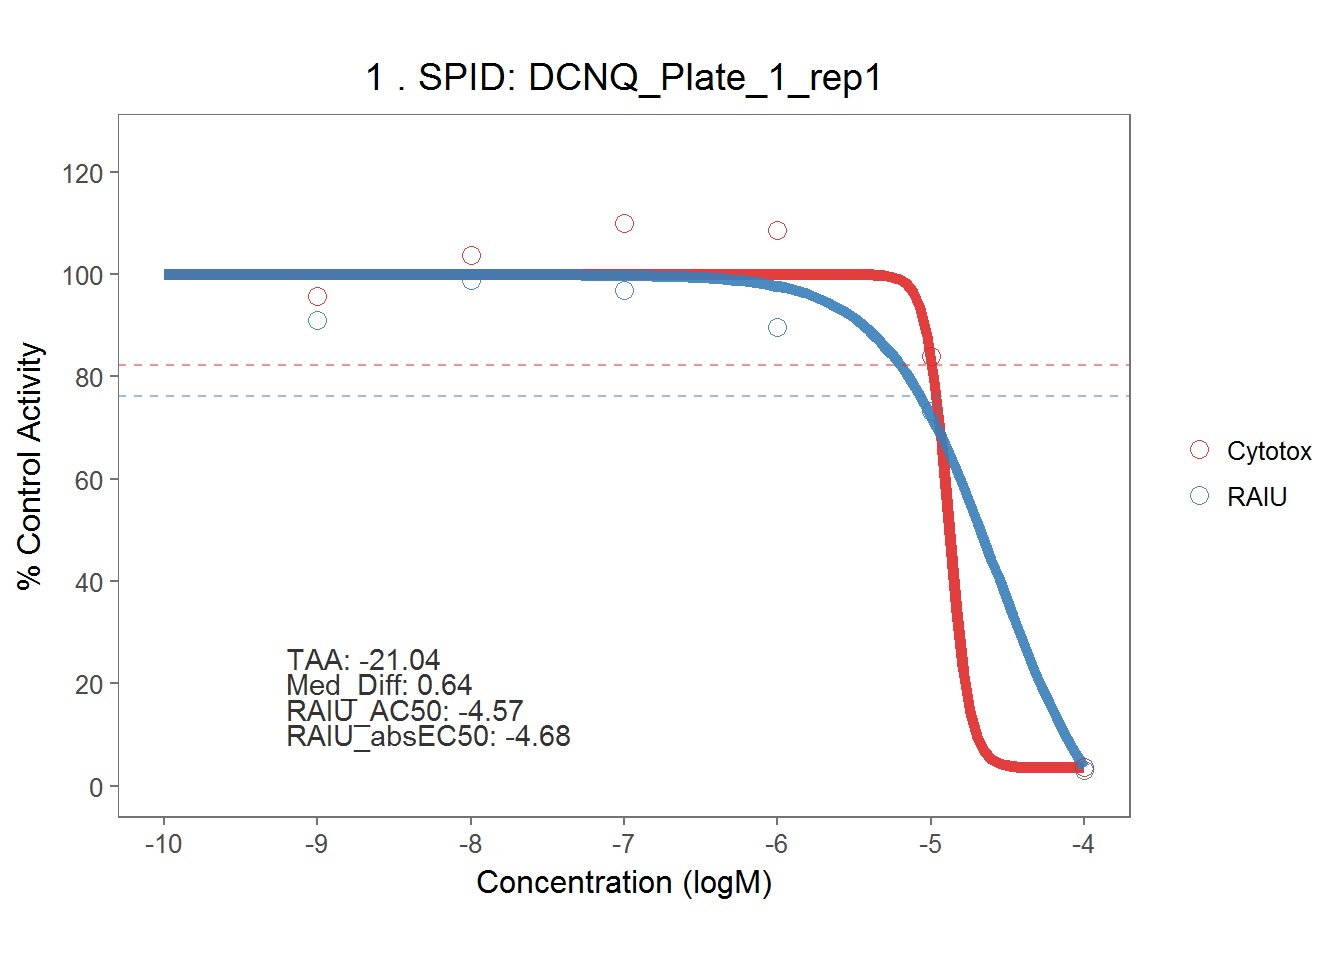 1 . SPID: DCNQ_Plate_1_rep1
120
100
80
60
40
20
0
% Control Activity
TAA: -21.04
Med_Diff: 0.64
RAIU_AC50: -4.57
RAIU_absEC50: -4.68
Cytotox
RAIU
-10 -9 -8 -7 -6 -5 -4
Concentration (logM)